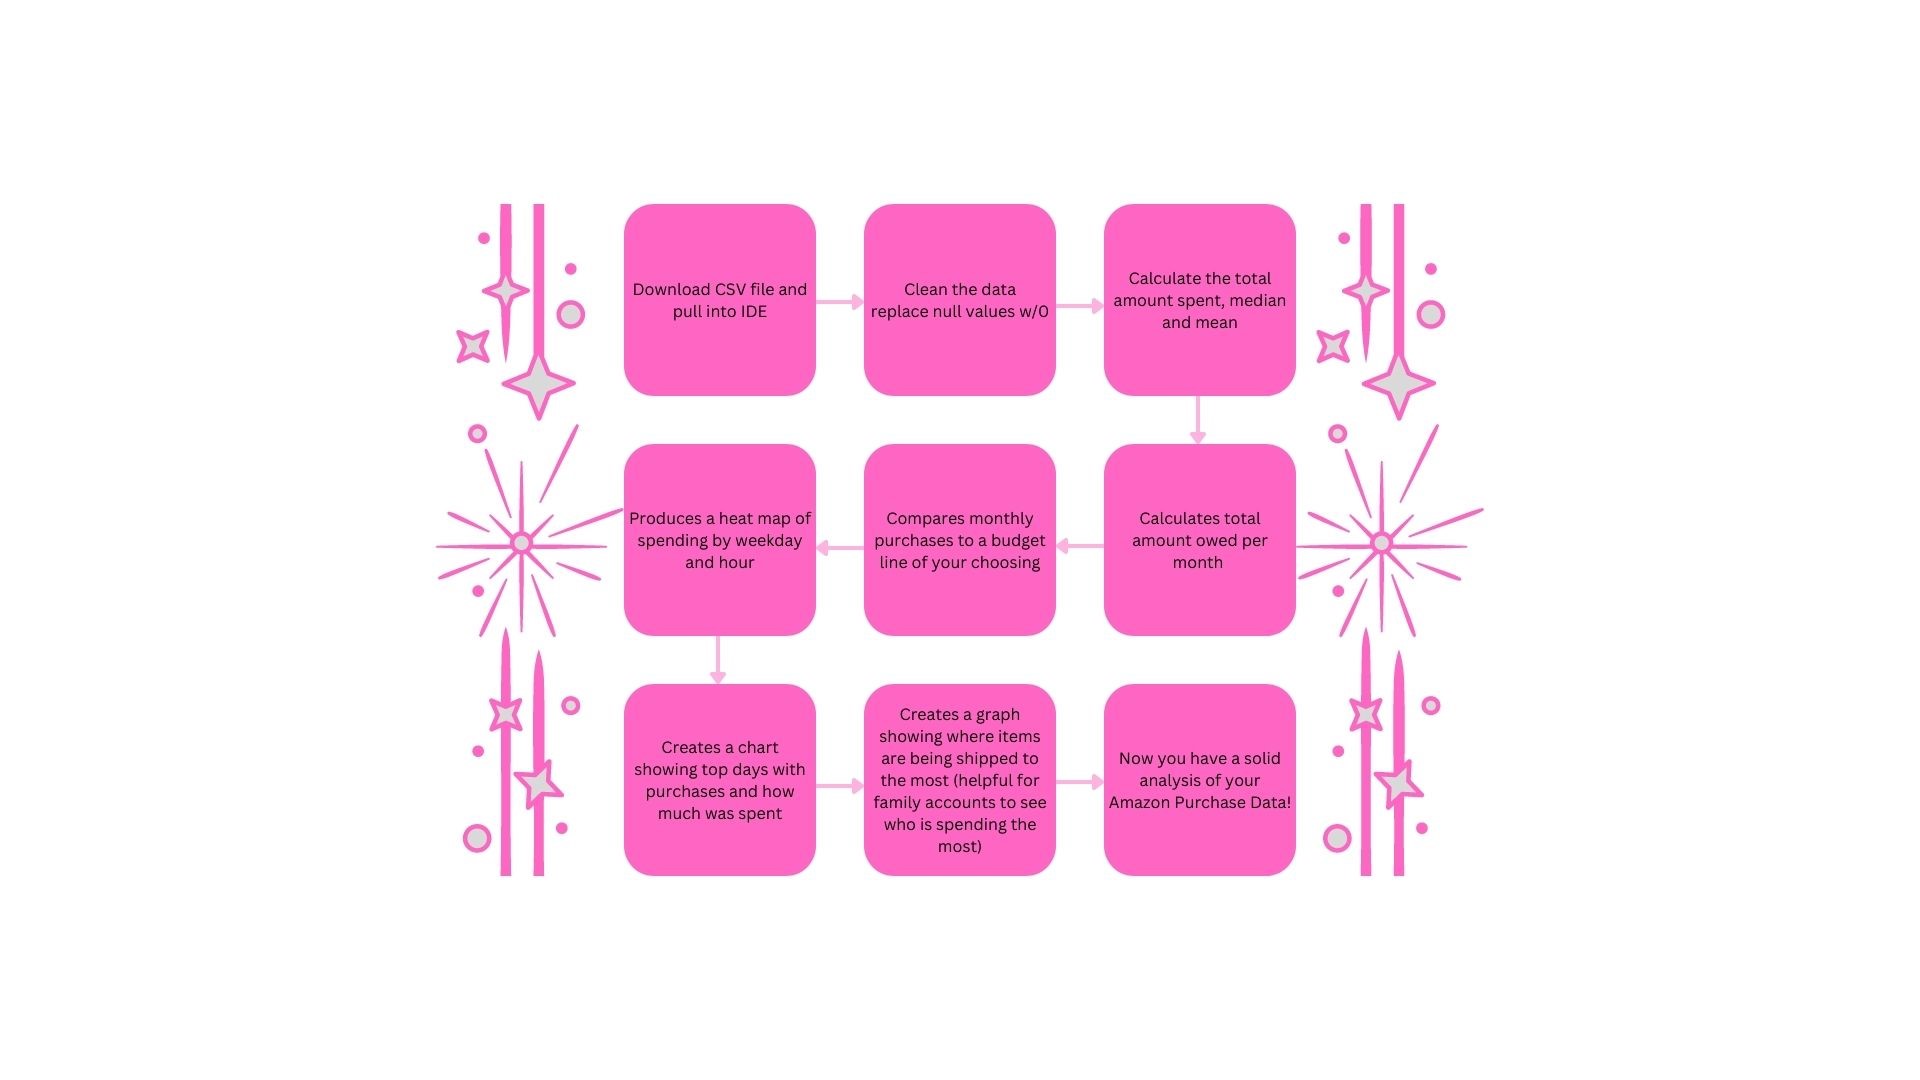 Download CSV file and
pull into IDE
Clean the data
replace null values w/0
Calculate the total
amount spent, median
and mean
Calculates total
amount owed per
month
Compares monthly
purchases to a budget
line of your choosing
Produces a heat map of
spending by weekday
and hour
Creates a chart
showing top days with
purchases and how
much was spent
Creates a graph
showing where items
are being shipped to
the most (helpful for
family accounts to see
who is spending the
most)
Now you have a solid
analysis of your
Amazon Purchase Data!